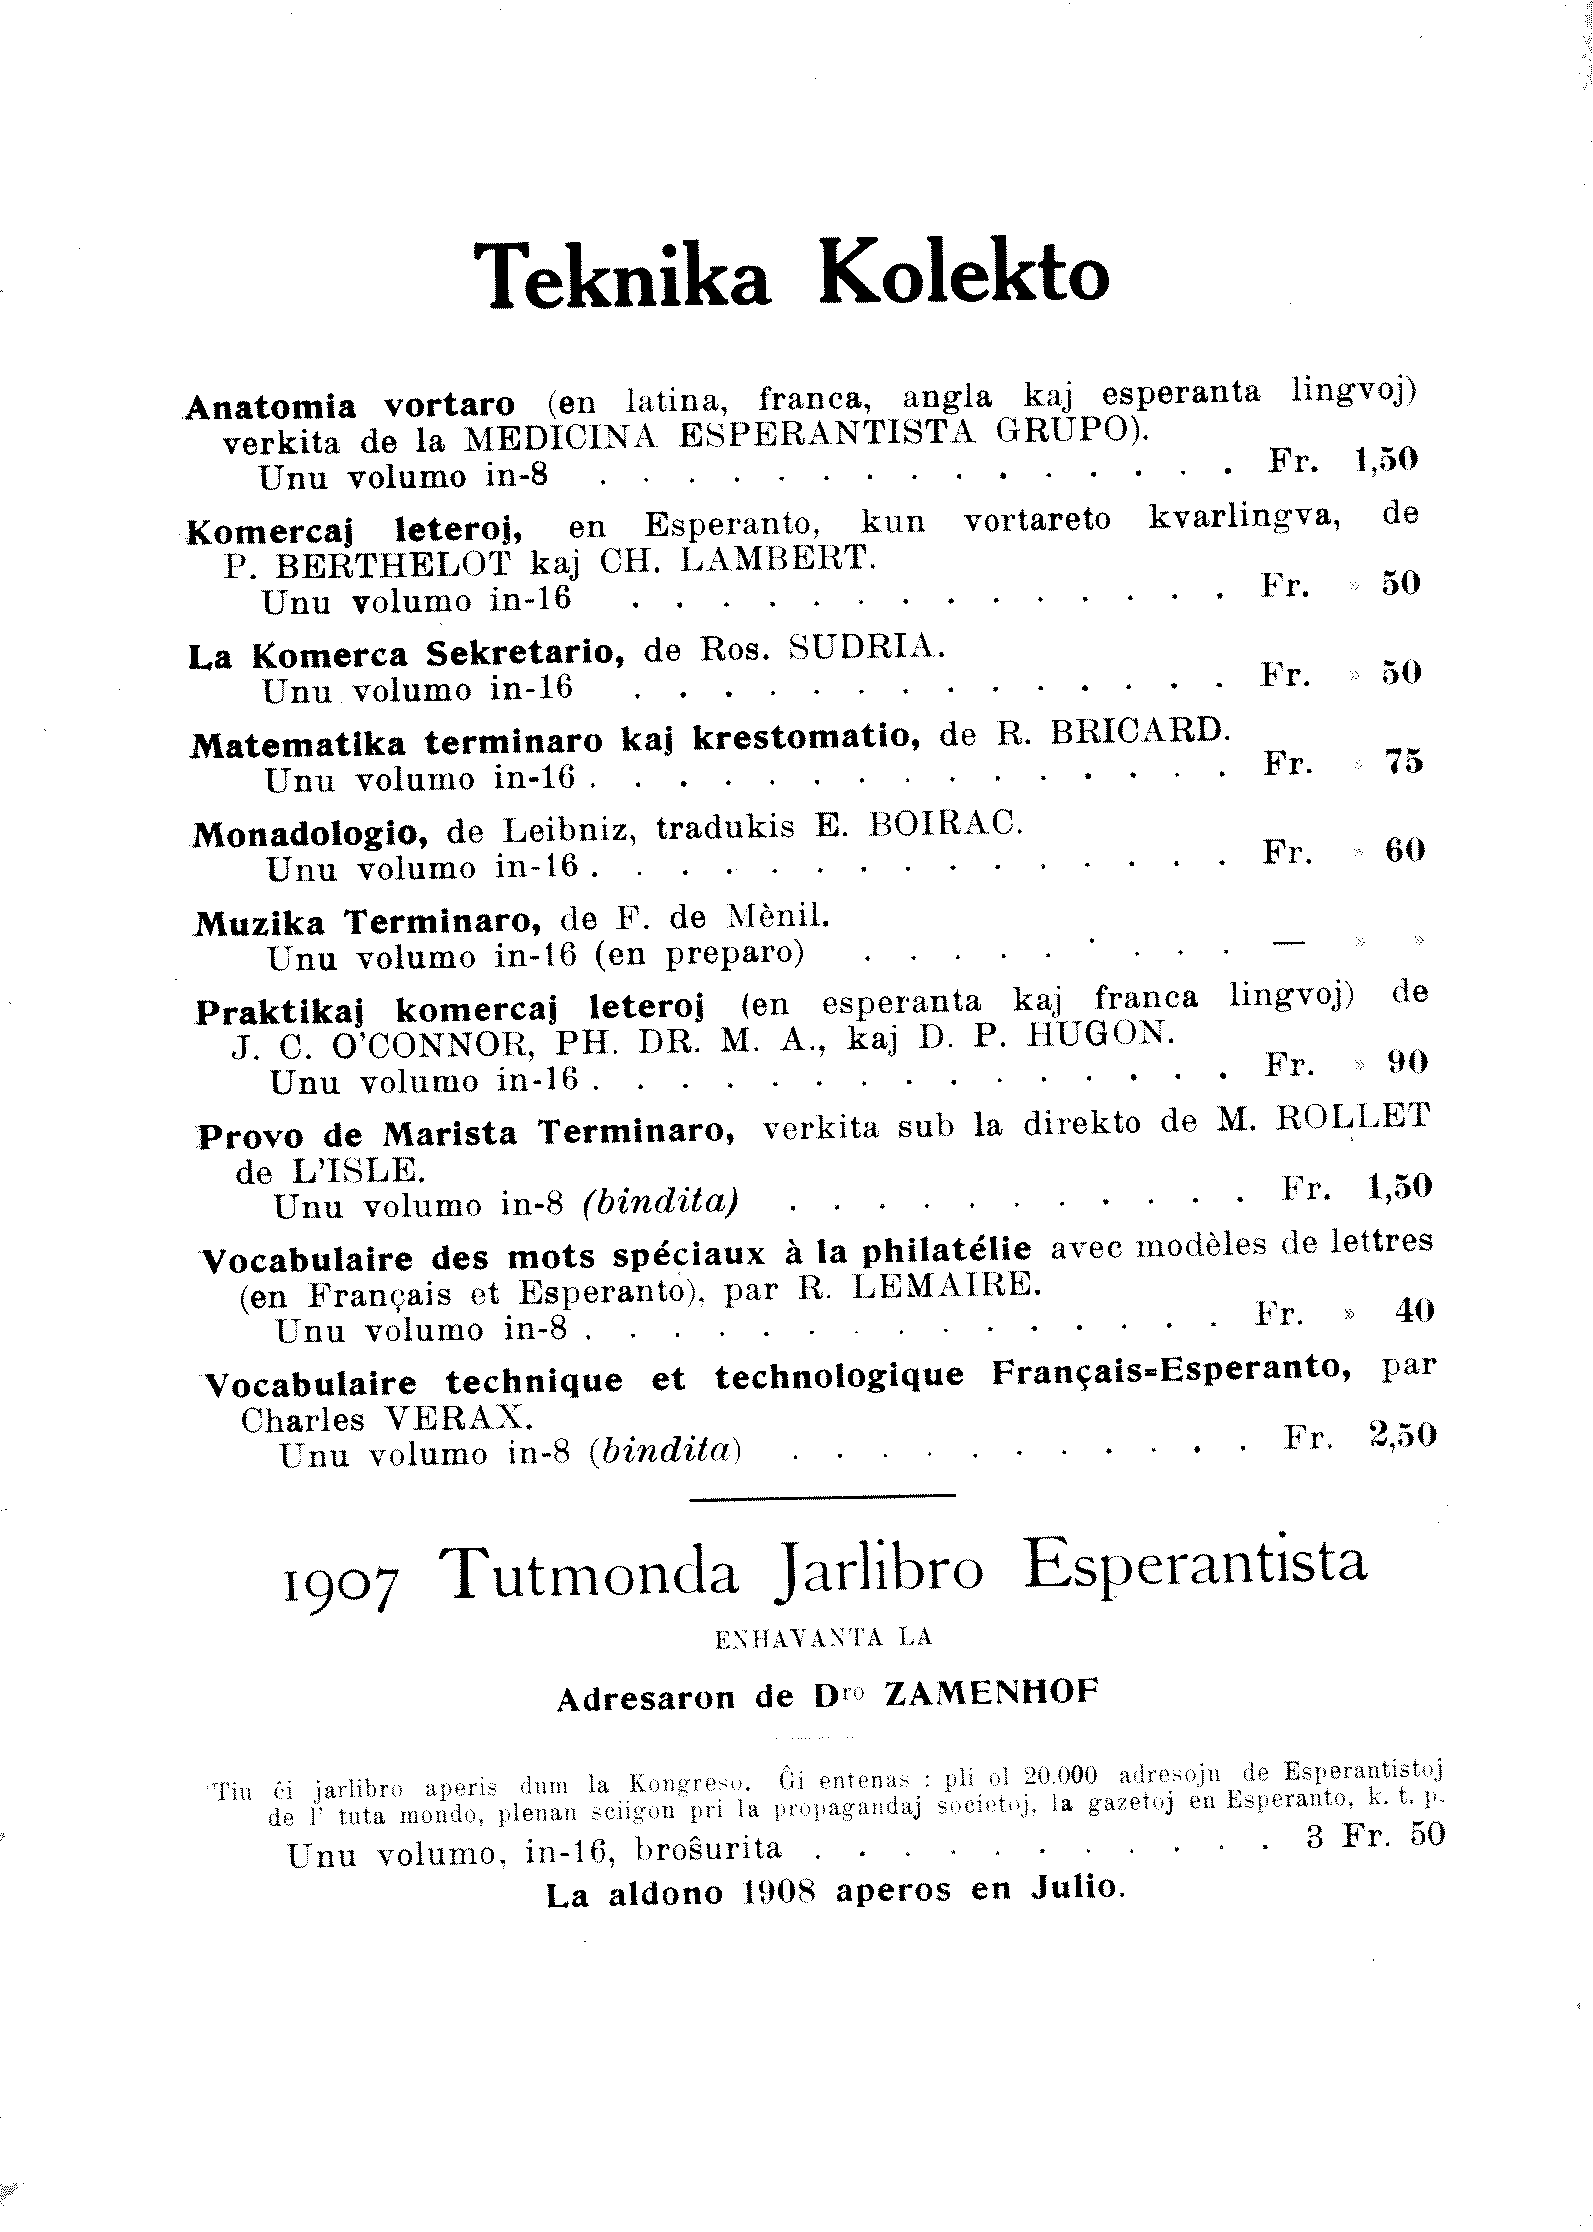 Teknika Kolekto
Anatomia vortaro (en latina, franca, angla kaj esperanta lingvoj)
verkita de la MEDICINA ESPERANTISTA GRUPO).
Unu volumo in-8 . . . . . . . . . . . . . . . Fr. 1,50
Komercaj leteroj, en Esperanto, kun vortareto kvarlingva, de
P. BERTHELOT kaj CH. LAMBERT.
Unu volumo in-16 . . . . . . . . . . . . . . Fr. » 50
La Komerca Sekretario, de Ros. SUDRIA.
Unu volumo in-16 . . . . . . . . . . . . . . Fr. » 50
Matematika terminaro kaj krestomatio, de R. BRICARD.
Unu volumo in-16 . . . . . . . . . . . . . . . Fr. » 75
Monadologio, de Leibniz, tradukis E. BOIRAC.
Unu volumo in-16 . . . . . . . . . . . . . . . Fr. » 60
Muzika Terminaro, de F. de Mènil.
Unu volumo in-16 (en preparo) . . . . . . . . . — » »
Praktikaj komercaj leteroj (en esperanta kaj franca lingvoj) de
J. C. O'CONNOR, PH. DR. M. A., kaj D. P. HUGON.
Unu volumo in-16 . . . . . . . . . . . . . . . Fr. » 90
Provo de Marista Terminaro, verkita sub la direkto de M. ROLLET
de L'ISLE.
Unu volumo in-8 (bindita) . . . . . . . . . . . Fr. 1,50
Vocabulaire des mots spéciaux à la philatélie avec modèles de lettres
(en Français et Esperanto), par R. LEMAIRE.
Unu volumo in-8 . . . . . . . . . . . . . . . Fr. » 40
Vocabulaire technique et technologique Français-Esperanto, par
Charles VERAX.
Unu volumo in-8 (bindita) . . . . . . . . . . . Fr. 2,50
1907 Tutmonda Jarlibro Esperantista
ENHAVANTA LA
Adresaron de Dro ZAMENHOF
Tiu ĉi jarlibro aperis dum la Kongreso. Ĝi entenas : pli ol 20.000 adresojn de Esperantistoj
de l' tuta mondo, plenan sciigon pri la propagandaj societoj, la gazetoj en Esperanto, k. t. p.
Unu volumo, in-16, broŝurita . . . . . . . . . . . 3 Fr. 50
La aldono 1908 aperos en Julio.